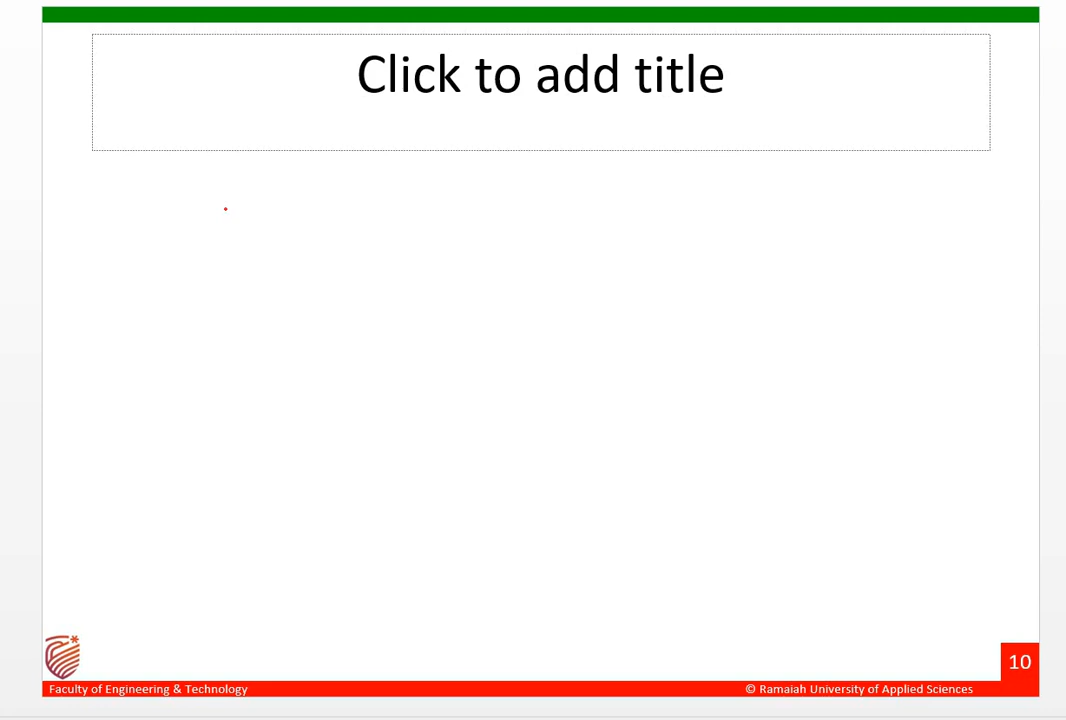 Click to add title
10
Faculty of Engineering & Technology
© Ramaiah University of Applied Sciences